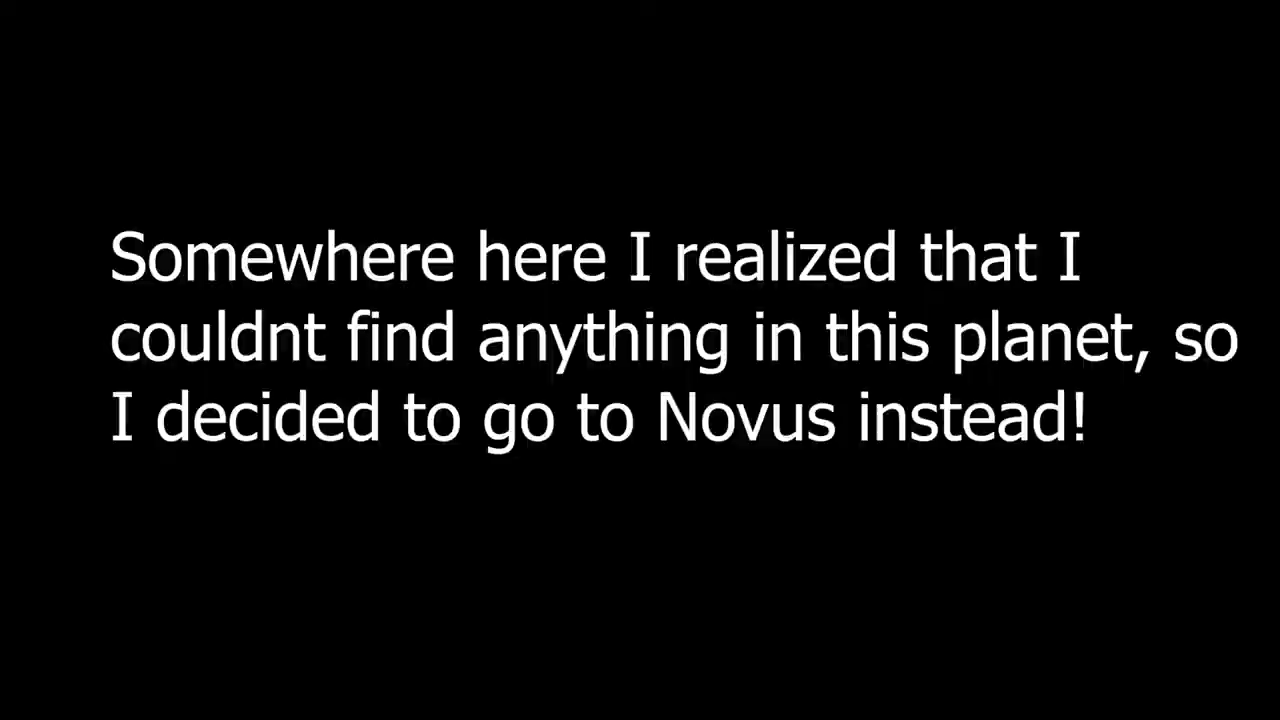 Somewhere here I realized that I
couldnt find anything in this planet, so
I decided to go to Novus instead!